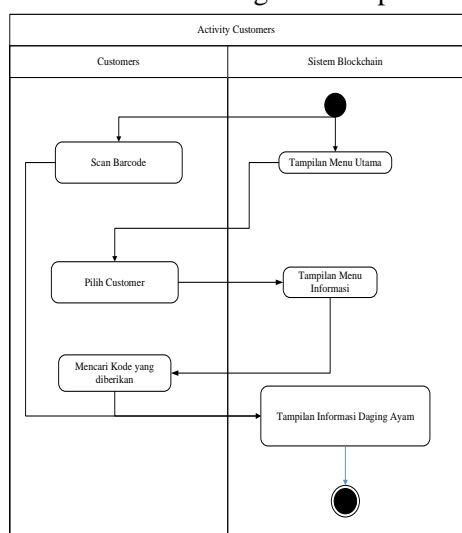 Activity Customers
Customers
Sistem Blockchain
Scan Barcode
Tampilan Menu Utama
Pilih Customer
Tampilan Menu
Informasi
Mencari Kode yang
diberikan
Tampilan Informasi Daging Ayam